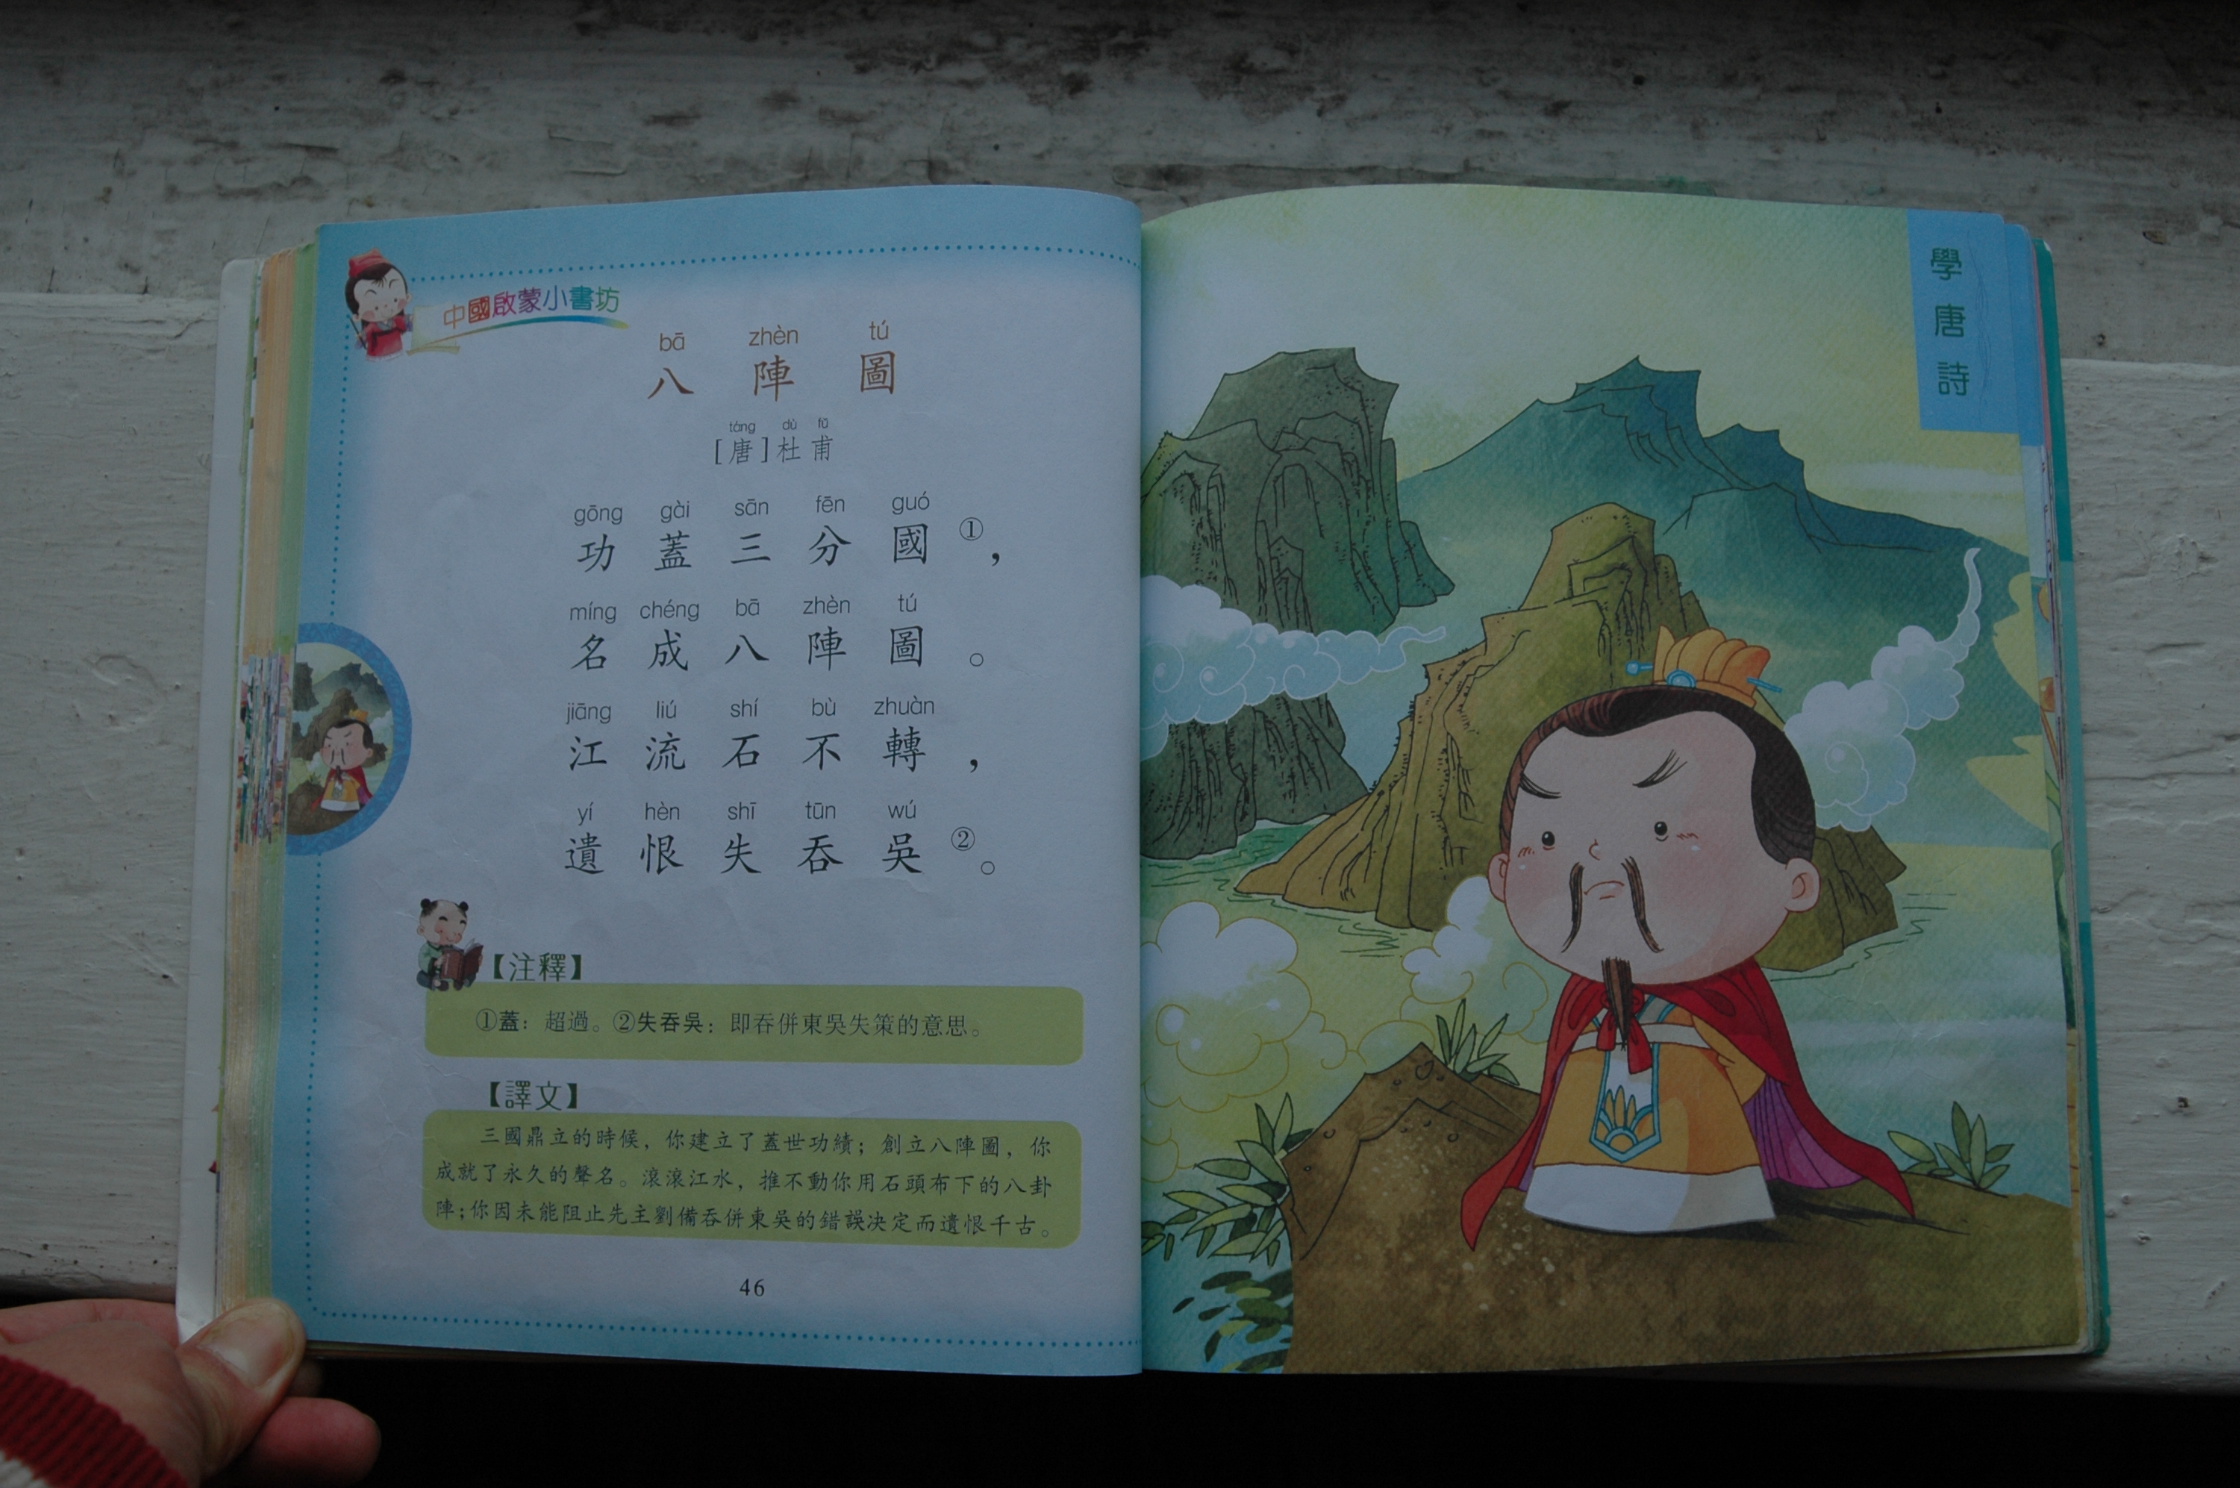 中國啟蒙小書坊
bā zhèn tú
八 陣 圖
táng dù fǔ
[唐]杜 甫
gōng gài sān fēn guó
功 蓋 三 分 國①，
míng chéng bā zhèn tú
名 成 八 陣 圖。
jiāng liú shí bù zhuàn
江 流 石 不 轉，
yí hèn shī tūn wú
遺 恨 失 吞 吳②。
【注釋】
①蓋：超過。②失吞吳：即吞併東吳失策的意思。
【譯文】
三國鼎立的時候，你建立了蓋世功績；創立八陣圖，你
成就了永久的聲名。滾滾江水，推不動你用石頭布下的八卦
陣；你因未能阻止先主劉備吞併東吳的錯誤決定而遺恨千古。
46
學唐詩